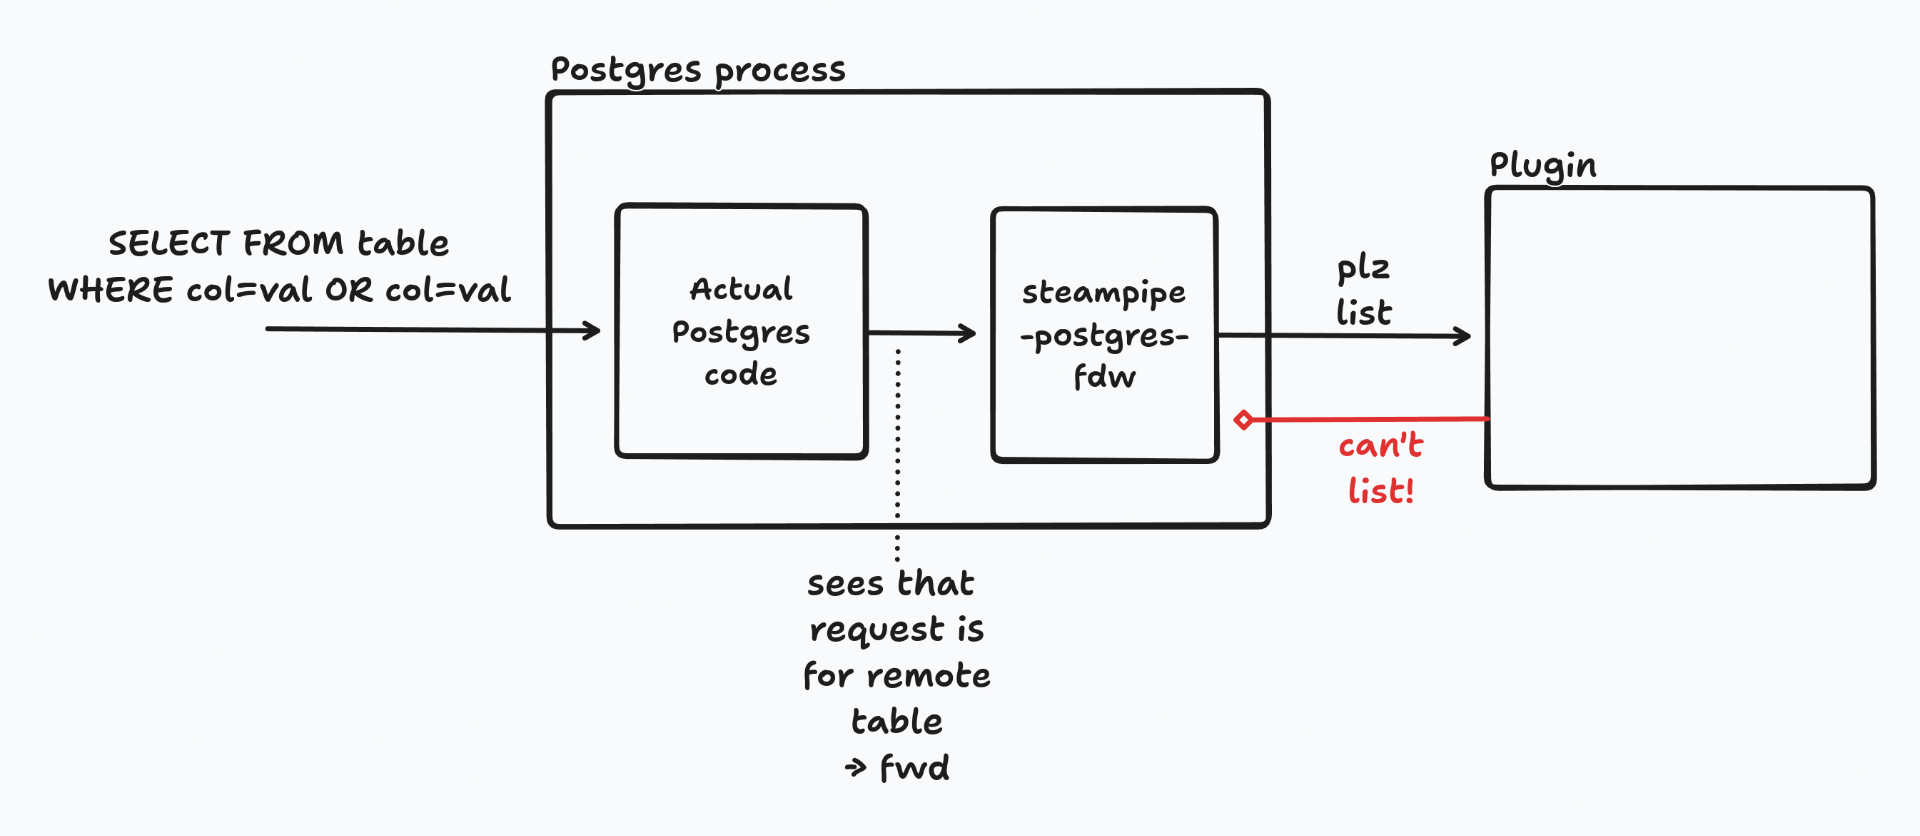 Postgres process
Plugin
SELECT FROM table
WHERE col=val OR col=val
Actual
Postgres
code
steampipe
-postgres-
fdw
plz
list
can't
list!
sees that
request is
for remote
table
→ fwd